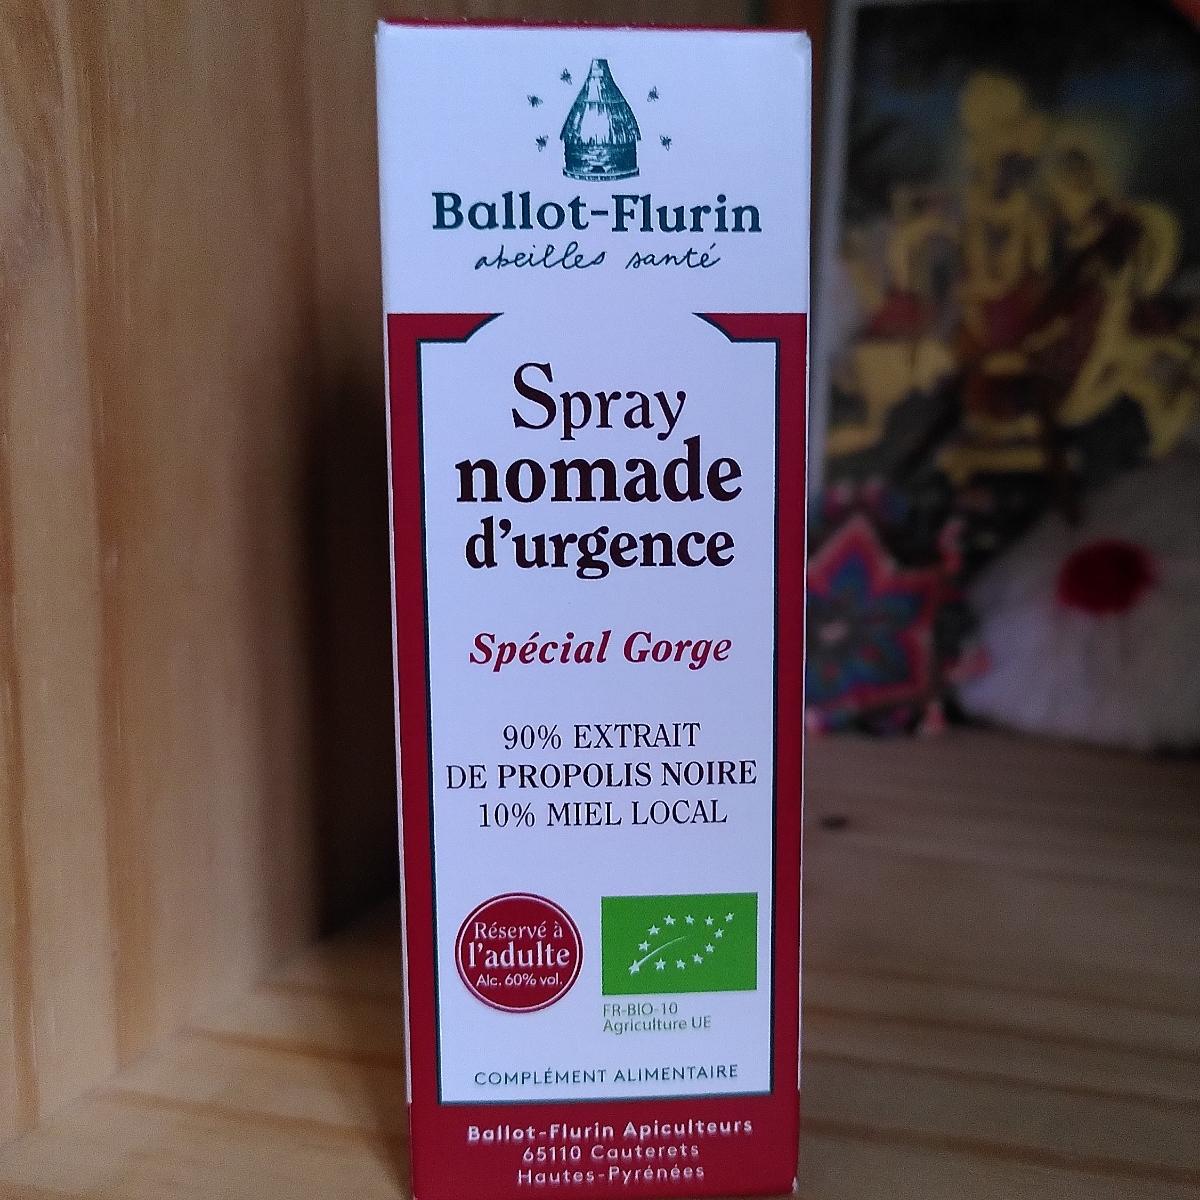 Ballot-Flurin
abeilles santé
Spray
nomade
d'urgence
Spécial Gorge
90% EXTRAIT
DE PROPOLIS NOIRE
10% MIEL LOCAL
Réservé à
l'adulte
Alc. 60% vol.
FR-BIO-10
Agriculture UE
COMPLÉMENT ALIMENTAIRE
Ballot-Flurin Apiculteurs
65110 Cauterets
Hautes-Pyrénées